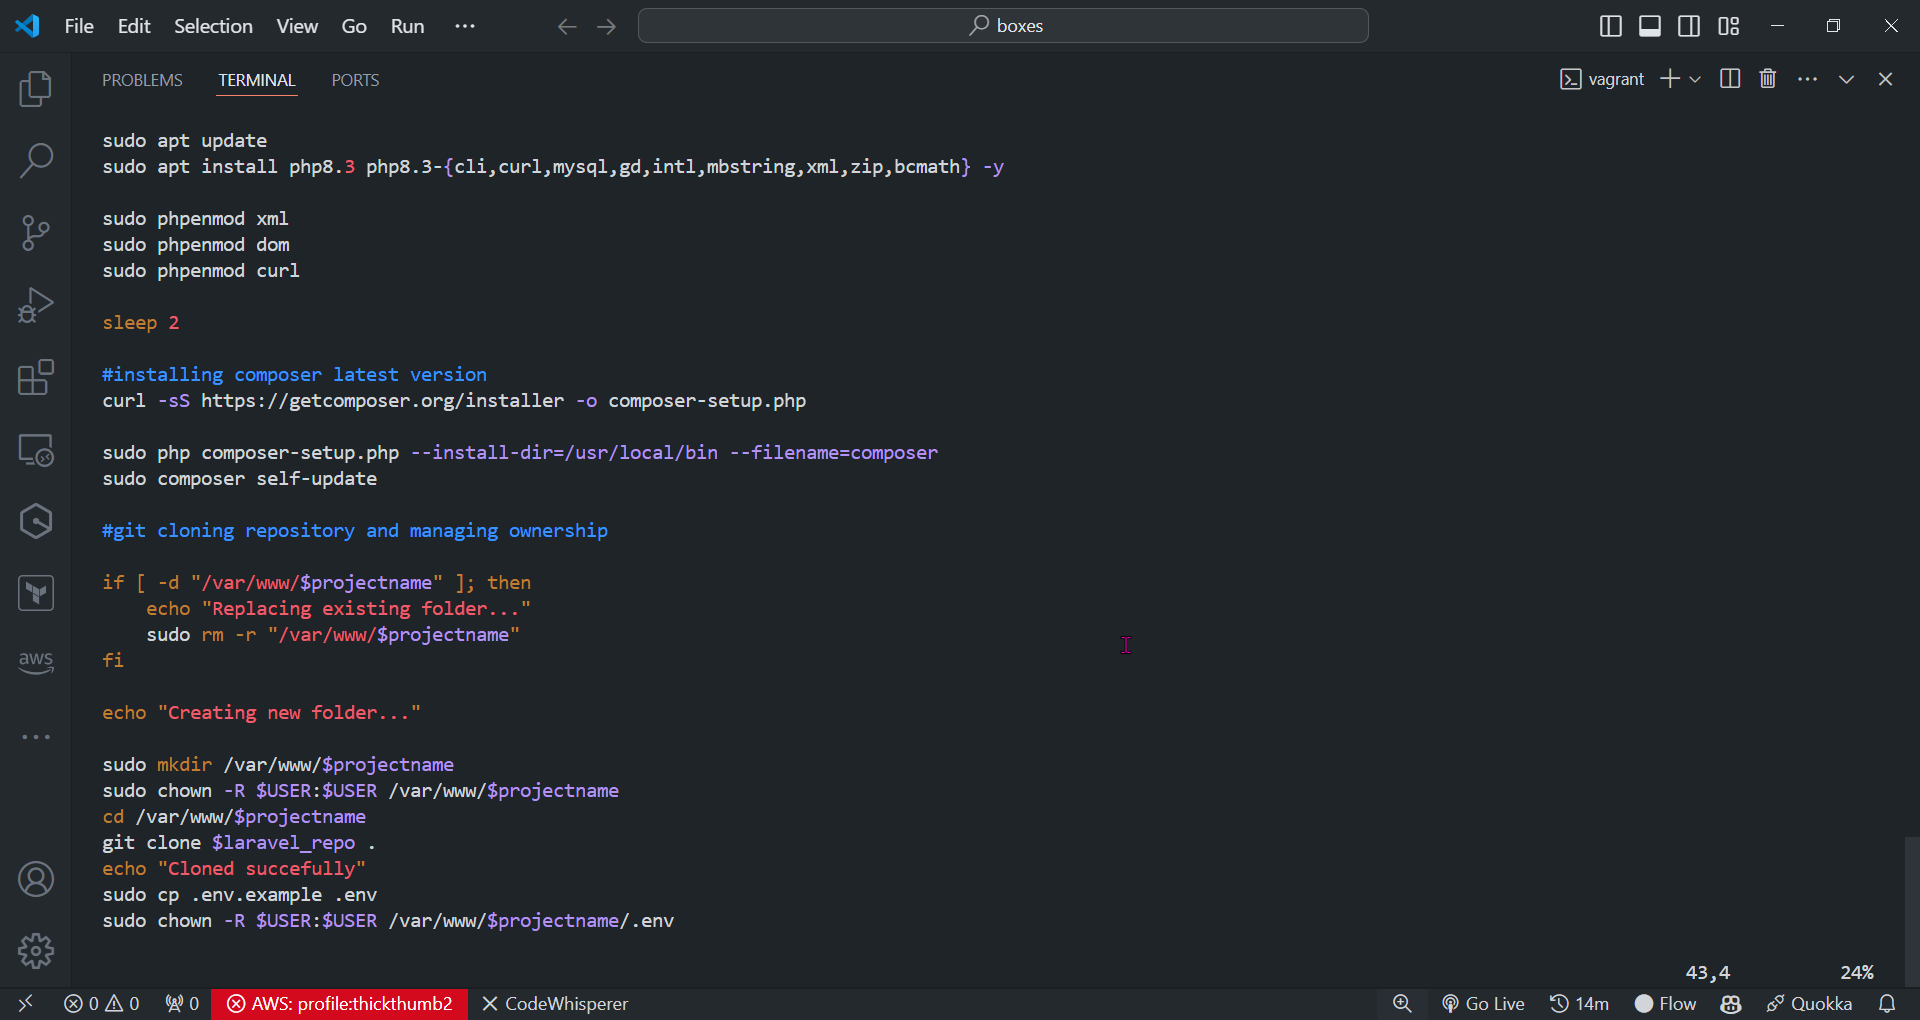 File Edit Selection View Go Run ··· boxes
PROBLEMS TERMINAL PORTS vagrant
sudo apt update
sudo apt install php8.3 php8.3-{cli,curl,mysql,gd,intl,mbstring,xml,zip,bcmath} -y
sudo phpenmod xml
sudo phpenmod dom
sudo phpenmod curl
sleep 2
#installing composer latest version
curl -sS https://getcomposer.org/installer -o composer-setup.php
sudo php composer-setup.php --install-dir=/usr/local/bin --filename=composer
sudo composer self-update
#git cloning repository and managing ownership
if [ -d "/var/www/$projectname" ]; then
    echo "Replacing existing folder..."
    sudo rm -r "/var/www/$projectname"
fi
echo "Creating new folder..."
sudo mkdir /var/www/$projectname
sudo chown -R $USER:$USER /var/www/$projectname
cd /var/www/$projectname
git clone $laravel_repo .
echo "Cloned succefully"
sudo cp .env.example .env
sudo chown -R $USER:$USER /var/www/$projectname/.env
43,4 24%
aws
0 0 0 AWS: profile:thickthumb2 CodeWhisperer Go Live 14m Flow Quokka